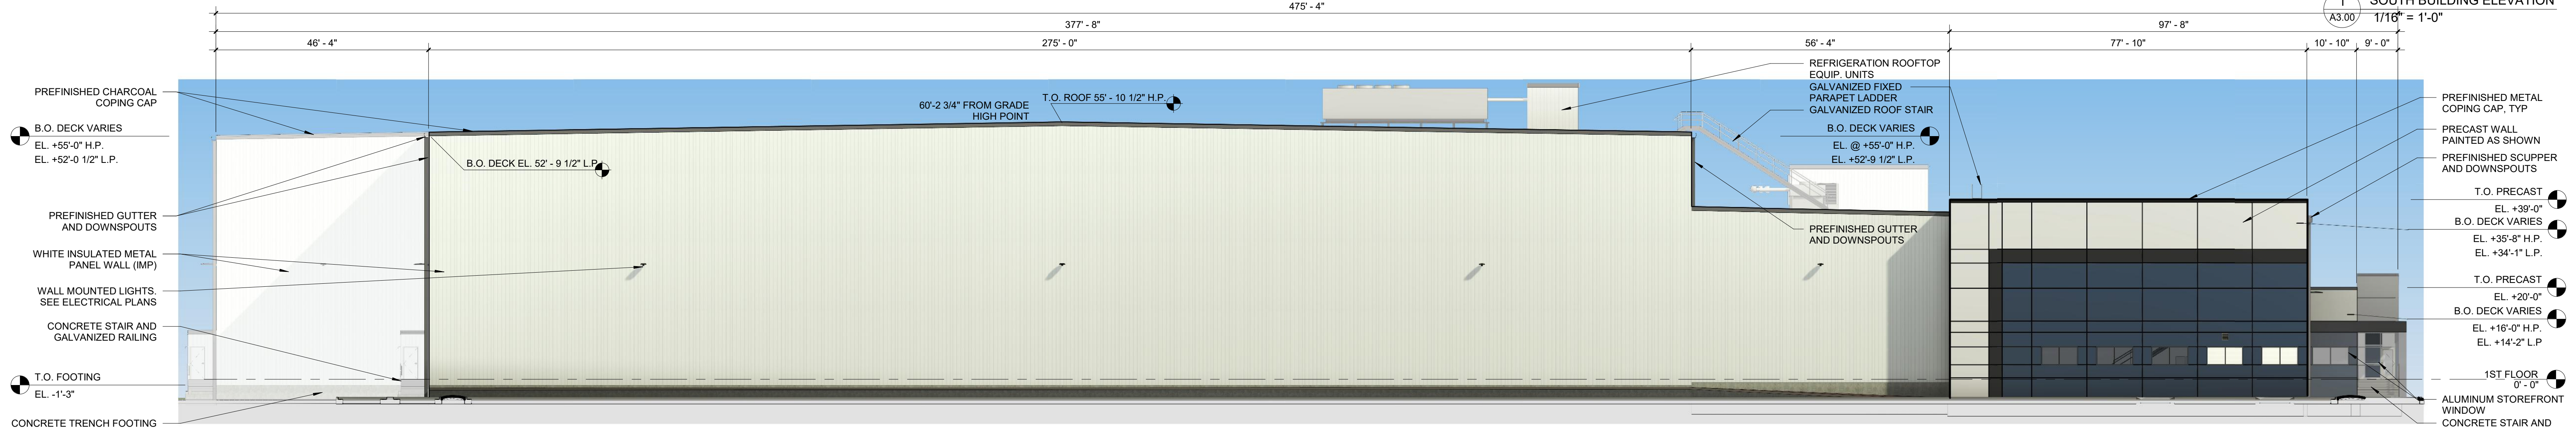 475' - 4"
1
SOUTH BUILDING ELEVATION
A3.00
1/16" = 1'-0"
377' - 8"
97' - 8"
46' - 4"
275' - 0"
56' - 4"
77' - 10"
10' - 10"
9' - 0"
PREFINISHED CHARCOAL
COPING CAP
B.O. DECK VARIES
EL. +55'-0" H.P.
EL. +52'-0 1/2" L.P.
PREFINISHED GUTTER
AND DOWNSPOUTS
WHITE INSULATED METAL
PANEL WALL (IMP)
WALL MOUNTED LIGHTS.
SEE ELECTRICAL PLANS
CONCRETE STAIR AND
GALVANIZED RAILING
T.O. FOOTING
EL. -1'-3"
CONCRETE TRENCH FOOTING
B.O. DECK EL. 52' - 9 1/2" L.P.
60'-2 3/4" FROM GRADE
HIGH POINT
T.O. ROOF 55' - 10 1/2" H.P.
REFRIGERATION ROOFTOP
EQUIP. UNITS
GALVANIZED FIXED
PARAPET LADDER
GALVANIZED ROOF STAIR
B.O. DECK VARIES
EL. @ +55'-0" H.P.
EL. +52'-9 1/2" L.P.
PREFINISHED GUTTER
AND DOWNSPOUTS
PREFINISHED METAL
COPING CAP, TYP
PRECAST WALL
PAINTED AS SHOWN
PREFINISHED SCUPPER
AND DOWNSPOUTS
T.O. PRECAST
EL. +39'-0"
B.O. DECK VARIES
EL. +35'-8" H.P.
EL. +34'-1" L.P.
T.O. PRECAST
EL. +20'-0"
B.O. DECK VARIES
EL. +16'-0" H.P.
EL. +14'-2" L.P
1ST FLOOR
0' - 0"
ALUMINUM STOREFRONT
WINDOW
CONCRETE STAIR AND